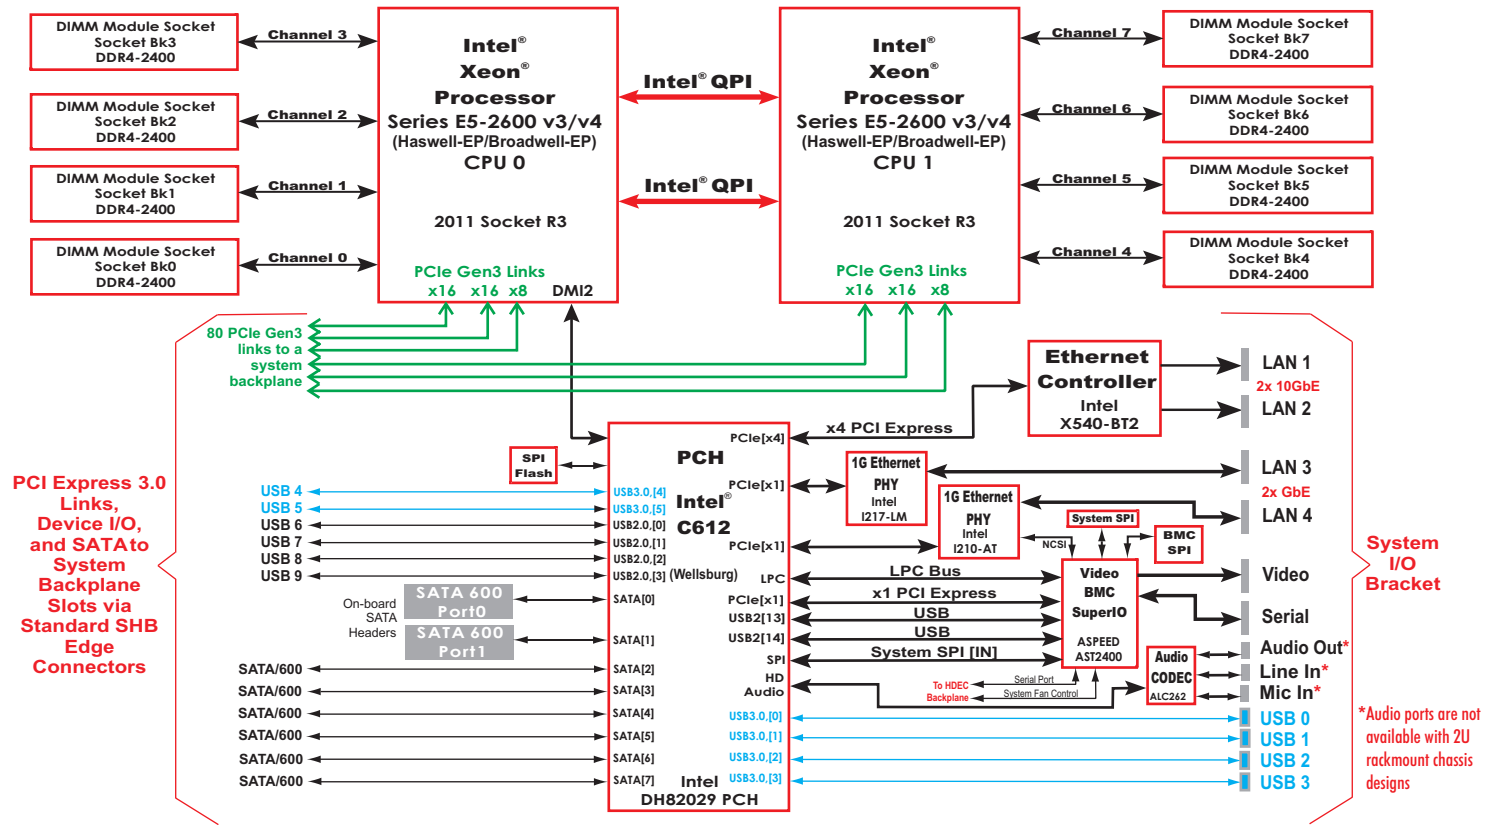 DIMM Module Socket
Socket Bk3
DDR4-2400
Channel 3
DIMM Module Socket
Socket Bk2
DDR4-2400
Channel 2
DIMM Module Socket
Socket Bk1
DDR4-2400
Channel 1
DIMM Module Socket
Socket Bk0
DDR4-2400
Channel 0
Intel®
Xeon®
Processor
Series E5-2600 v3/v4
(Haswell-EP/Broadwell-EP)
CPU 0
2011 Socket R3
PCIe Gen3 Links
x16 x16 x8 DMI2
Intel® QPI
Intel® QPI
Intel®
Xeon®
Processor
Series E5-2600 v3/v4
(Haswell-EP/Broadwell-EP)
CPU 1
2011 Socket R3
PCIe Gen3 Links
x16 x16 x8
Channel 7
DIMM Module Socket
Socket Bk7
DDR4-2400
Channel 6
DIMM Module Socket
Socket Bk6
DDR4-2400
Channel 5
DIMM Module Socket
Socket Bk5
DDR4-2400
Channel 4
DIMM Module Socket
Socket Bk4
DDR4-2400
80 PCIe Gen3
links to a
system
backplane
PCI Express 3.0
Links,
Device I/O,
and SATA to
System
Backplane
Slots via
Standard SHB
Edge
Connectors
SPI
Flash
USB 4
USB 5
USB 6
USB 7
USB 8
USB 9
On-board
SATA
Headers
SATA 600
Port0
SATA 600
Port1
SATA/600
SATA/600
SATA/600
SATA/600
SATA/600
SATA/600
PCH
Intel®
C612
(Wellsburg)
USB3.0,[4]
USB3.0,[5]
USB2.0,[0]
USB2.0,[1]
USB2.0,[2]
USB2.0,[3]
SATA[0]
SATA[1]
SATA[2]
SATA[3]
SATA[4]
SATA[5]
SATA[6]
SATA[7]
PCIe[x4]
PCIe[x1]
PCIe[x1]
LPC
PCIe[x1]
USB2[13]
USB2[14]
SPI
HD
Audio
USB3.0,[0]
USB3.0,[1]
USB3.0,[2]
USB3.0,[3]
Intel
DH82029 PCH
x4 PCI Express
LPC Bus
x1 PCI Express
USB
USB
System SPI [IN]
Ethernet
Controller
Intel
X540-BT2
1G Ethernet
PHY
Intel
I217-LM
1G Ethernet
PHY
Intel
I210-AT
NCSI
System SPI
BMC
SPI
Video
BMC
SuperIO
ASPEED
AST2400
To HDEC
Backplane
Serial Port
System Fan Control
Audio
CODEC
ALC262
LAN 1
2x 10GbE
LAN 2
LAN 3
2x GbE
LAN 4
Video
Serial
Audio Out*
Line In*
Mic In*
USB 0
USB 1
USB 2
USB 3
System
I/O
Bracket
*Audio ports are not
available with 2U
rackmount chassis
designs